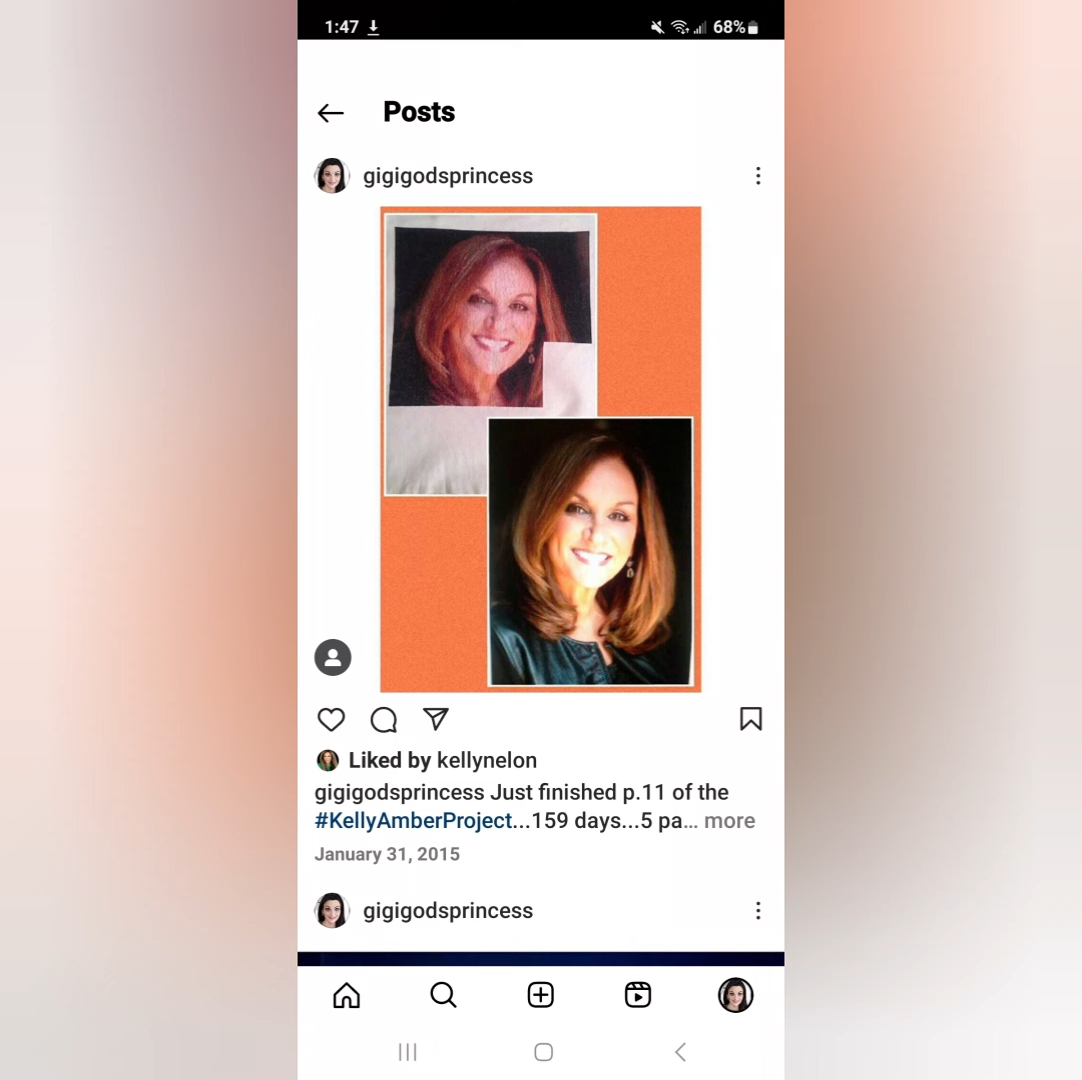 1:47 68%
Posts
gigigodsprincess
Liked by kellynelon
gigigodsprincess Just finished p.11 of the
#KellyAmberProject...159 days...5 pa... more
January 31, 2015
gigigodsprincess